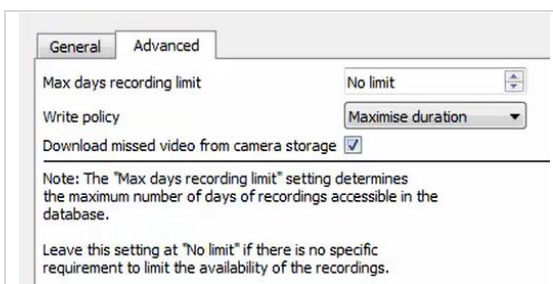 General Advanced
Max days recording limit No limit
Write policy Maximise duration
Download missed video from camera storage
Note: The "Max days recording limit" setting determines
the maximum number of days of recordings accessible in the
database.
Leave this setting at "No limit" if there is no specific
requirement to limit the availability of the recordings.